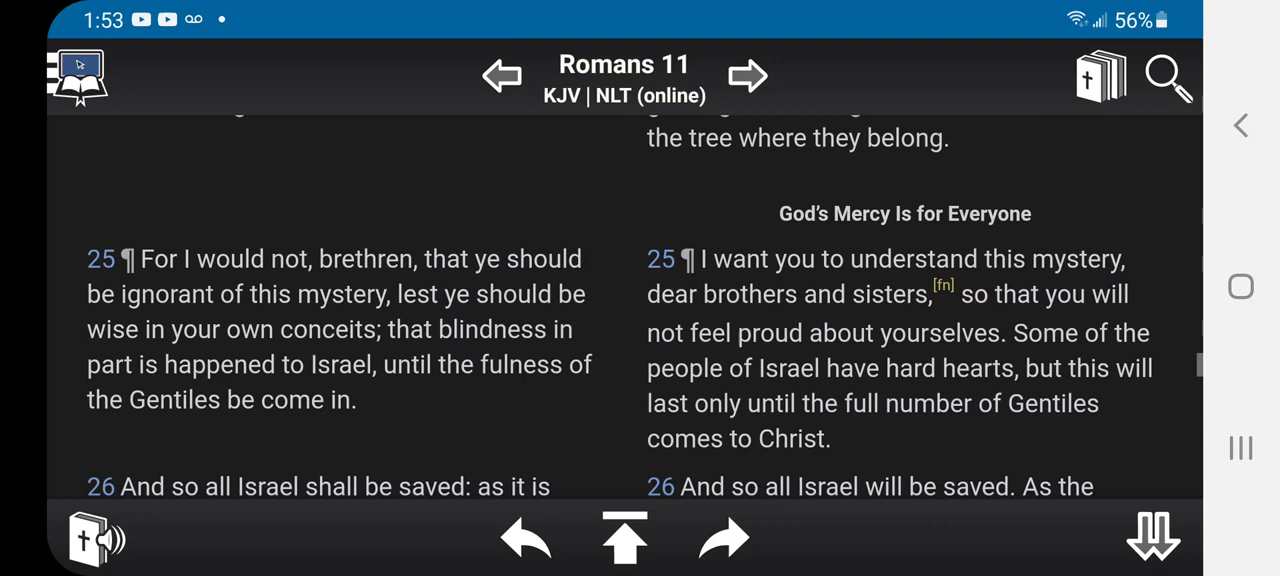 1:53
56%
Romans 11
KJV | NLT (online)
the tree where they belong.
25 ¶ For I would not, brethren, that ye should
be ignorant of this mystery, lest ye should be
wise in your own conceits; that blindness in
part is happened to Israel, until the fulness of
the Gentiles be come in.
26 And so all Israel shall be saved: as it is
God’s Mercy Is for Everyone
25 ¶ I want you to understand this mystery,
dear brothers and sisters,[fn] so that you will
not feel proud about yourselves. Some of the
people of Israel have hard hearts, but this will
last only until the full number of Gentiles
comes to Christ.
26 And so all Israel will be saved. As the